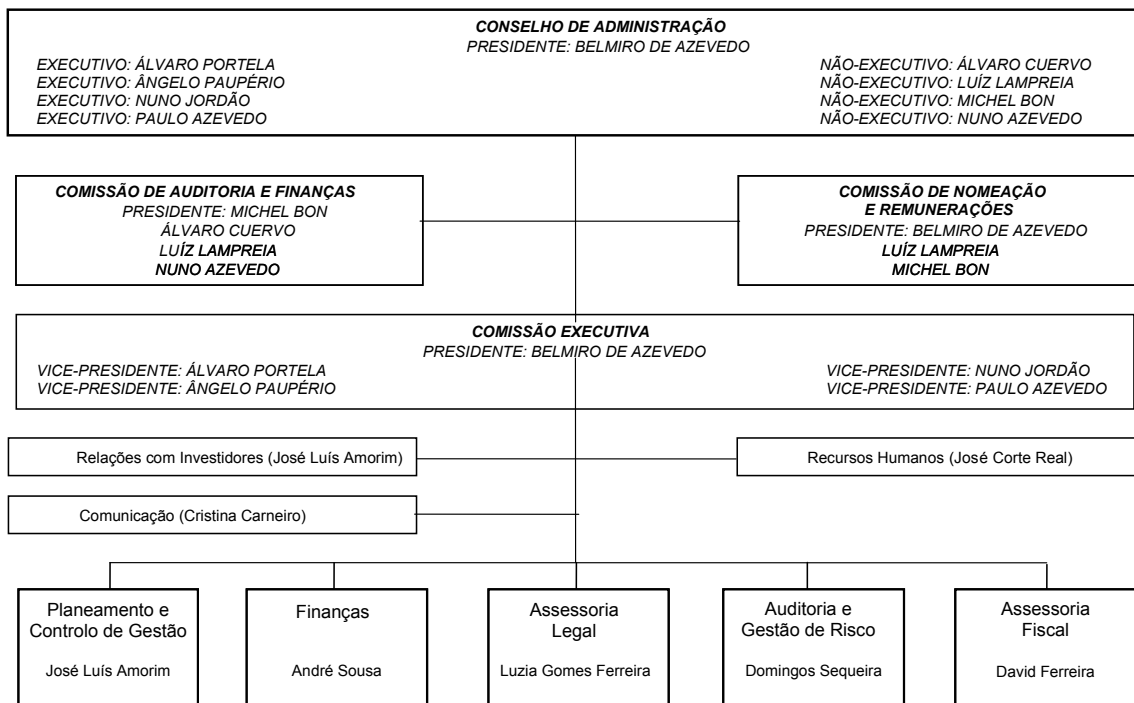 CONSELHO DE ADMINISTRAÇÃO
PRESIDENTE: BELMIRO DE AZEVEDO
EXECUTIVO: ÁLVARO PORTELA
EXECUTIVO: ÂNGELO PAUPÉRIO
EXECUTIVO: NUNO JORDÃO
EXECUTIVO: PAULO AZEVEDO
NÃO-EXECUTIVO: ÁLVARO CUERVO
NÃO-EXECUTIVO: LUÍZ LAMPREIA
NÃO-EXECUTIVO: MICHEL BON
NÃO-EXECUTIVO: NUNO AZEVEDO
COMISSÃO DE AUDITORIA E FINANÇAS
PRESIDENTE: MICHEL BON
ÁLVARO CUERVO
LUÍZ LAMPREIA
NUNO AZEVEDO
COMISSÃO DE NOMEAÇÃO
E REMUNERAÇÕES
PRESIDENTE: BELMIRO DE AZEVEDO
LUÍZ LAMPREIA
MICHEL BON
COMISSÃO EXECUTIVA
PRESIDENTE: BELMIRO DE AZEVEDO
VICE-PRESIDENTE: ÁLVARO PORTELA
VICE-PRESIDENTE: ÂNGELO PAUPÉRIO
VICE-PRESIDENTE: NUNO JORDÃO
VICE-PRESIDENTE: PAULO AZEVEDO
Relações com Investidores (José Luís Amorim)
Recursos Humanos (José Corte Real)
Comunicação (Cristina Carneiro)
Planeamento e
Controlo de Gestão
José Luís Amorim
Finanças
André Sousa
Assessoria
Legal
Luzia Gomes Ferreira
Auditoria e
Gestão de Risco
Domingos Sequeira
Assessoria
Fiscal
David Ferreira